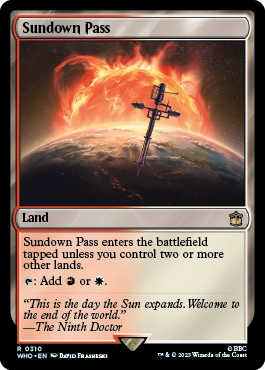 Sundown Pass
Land
Sundown Pass enters the battlefield
tapped unless you control two or more
other lands.
: Add or .
“This is the day the Sun expands. Welcome to
the end of the world.”
—The Ninth Doctor
R 0310
WHO • EN DAVID FRASHESKI
© BBC
™ & © 2023 Wizards of the Coast